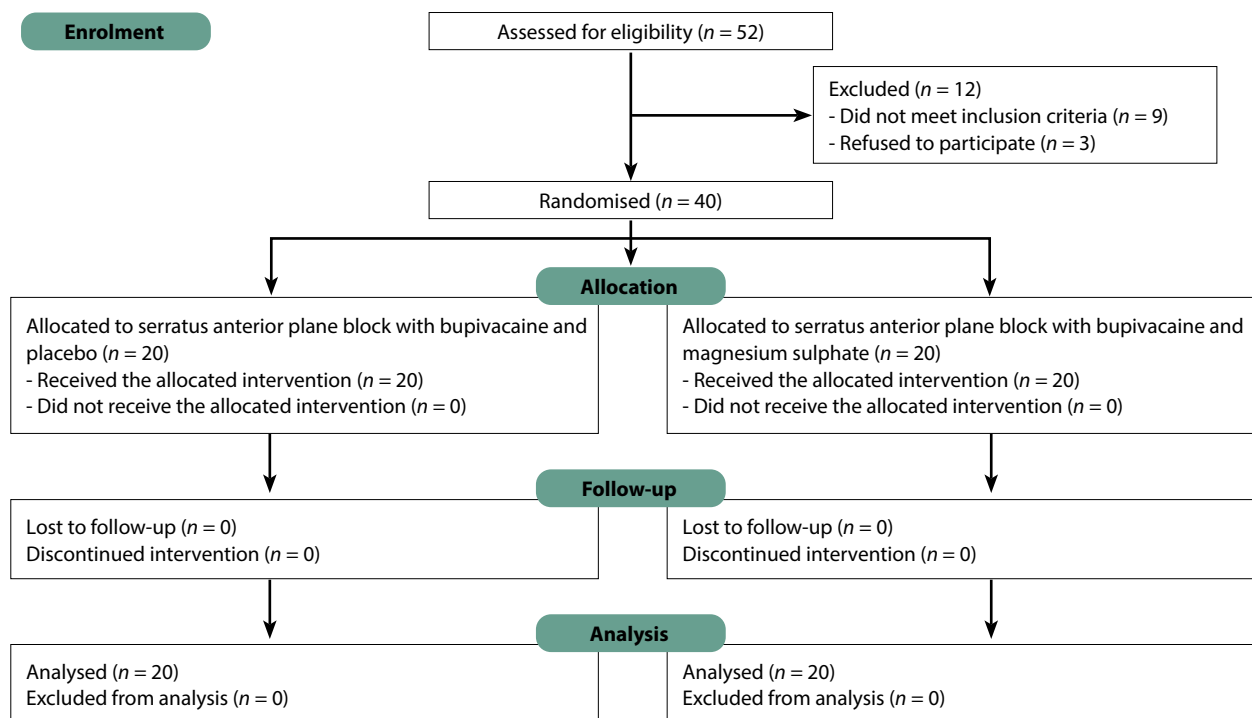 Enrolment
Assessed for eligibility (n = 52)
Excluded (n = 12)
- Did not meet inclusion criteria (n = 9)
- Refused to participate (n = 3)
Randomised (n = 40)
Allocation
Allocated to serratus anterior plane block with bupivacaine and
placebo (n = 20)
- Received the allocated intervention (n = 20)
- Did not receive the allocated intervention (n = 0)
Allocated to serratus anterior plane block with bupivacaine and
magnesium sulphate (n = 20)
- Received the allocated intervention (n = 20)
- Did not receive the allocated intervention (n = 0)
Follow-up
Lost to follow-up (n = 0)
Discontinued intervention (n = 0)
Lost to follow-up (n = 0)
Discontinued intervention (n = 0)
Analysis
Analysed (n = 20)
Excluded from analysis (n = 0)
Analysed (n = 20)
Excluded from analysis (n = 0)